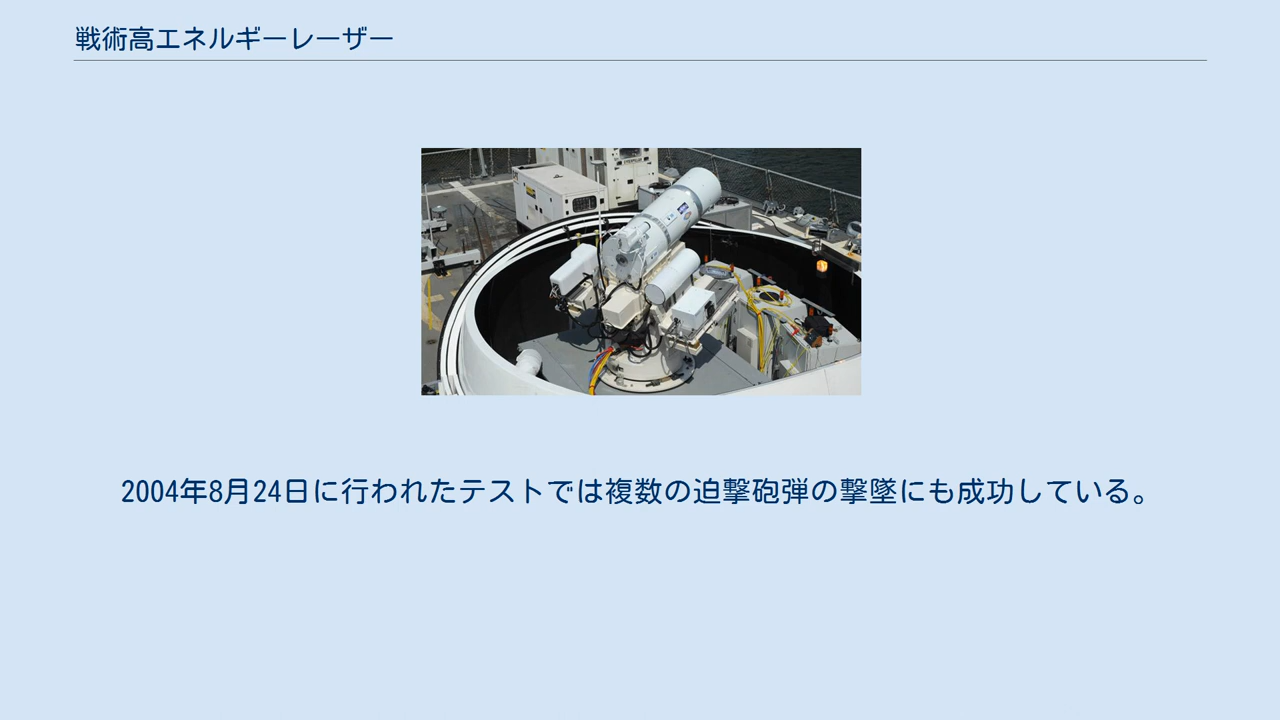 戦術高エネルギーレーザー
2004年8月24日に行われたテストでは複数の迫撃砲弾の撃墜にも成功している。